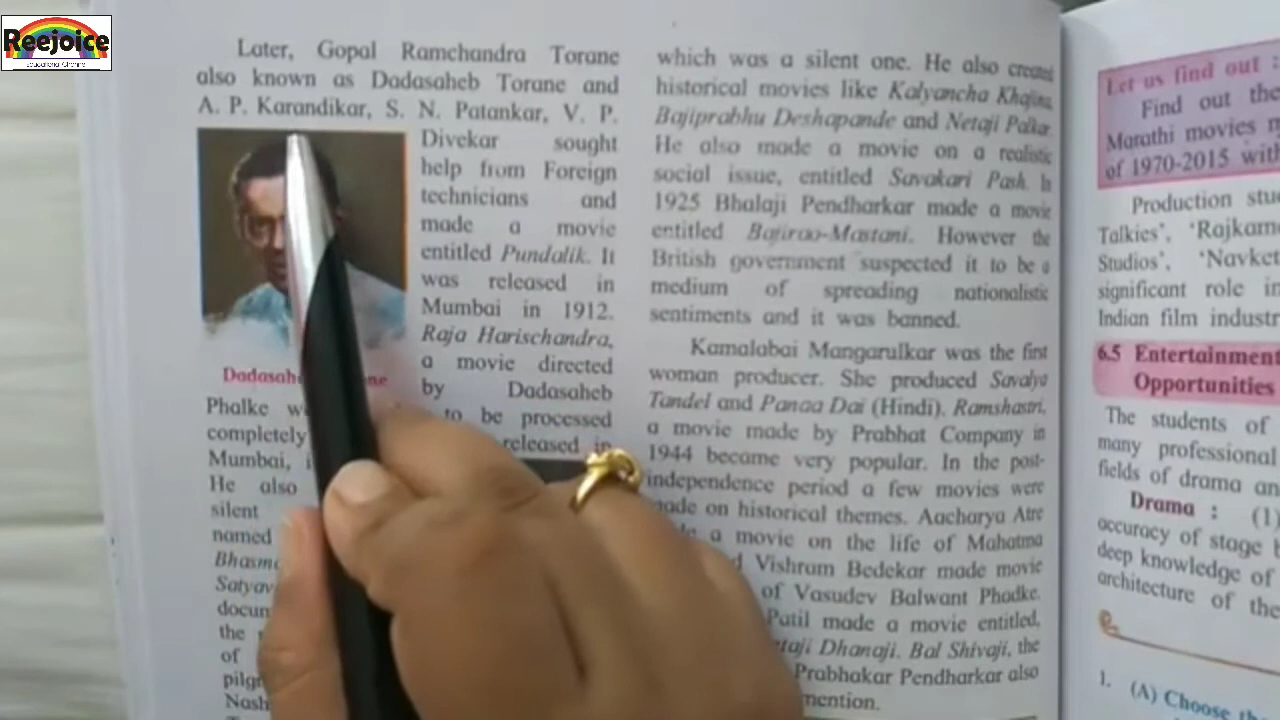 Reejoice
Educational Channel
Later, Gopal Ramchandra Torane
also known as Dadasaheb Torane and
A. P. Karandikar, S. N. Patankar, V. P.
Divekar sought
help from Foreign
technicians and
made a movie
entitled Pundalik. It
was released in
Mumbai in 1912.
Raja Harischandra,
a movie directed
by Dadasaheb
Phalke to be processed
completely released in
Mumbai,
He also
silent
named
the
of
which was a silent one. He also created
historical movies like Kalyancha Khajina,
Bajiprabhu Deshapande and Netaji Palkar.
He also made a movie on a realistic
social issue, entitled Savakari Pash. In
1925 Bhalaji Pendharkar made a movie
entitled Bajirao-Mastani. However the
British government suspected it to be a
medium of spreading nationalistic
sentiments and it was banned.
Kamalabai Mangarulkar was the first
woman producer. She produced Savalya
Tandel and Panaa Dai (Hindi). Ramshastri,
a movie made by Prabhat Company in
1944 became very popular. In the post-
independence period a few movies were
made on historical themes. Aacharya Atre
a movie on the life of Mahatma
Vishram Bedekar made movie
of Vasudev Balwant Phadke.
Patil made a movie entitled,
Dhanaji. Bal Shivaji, the
Prabhakar Pendharkar also
mention.
Let us find out :
Find out the
Marathi movies
of 1970-2015 with
Production
Talkies',
Studios',
significant role in
Indian film
6.5 Entertainment
Opportunities
The students of
many professional
fields of drama
Drama : (1)
accuracy of stage
deep knowledge of
architecture of the
1. (A) Choose the